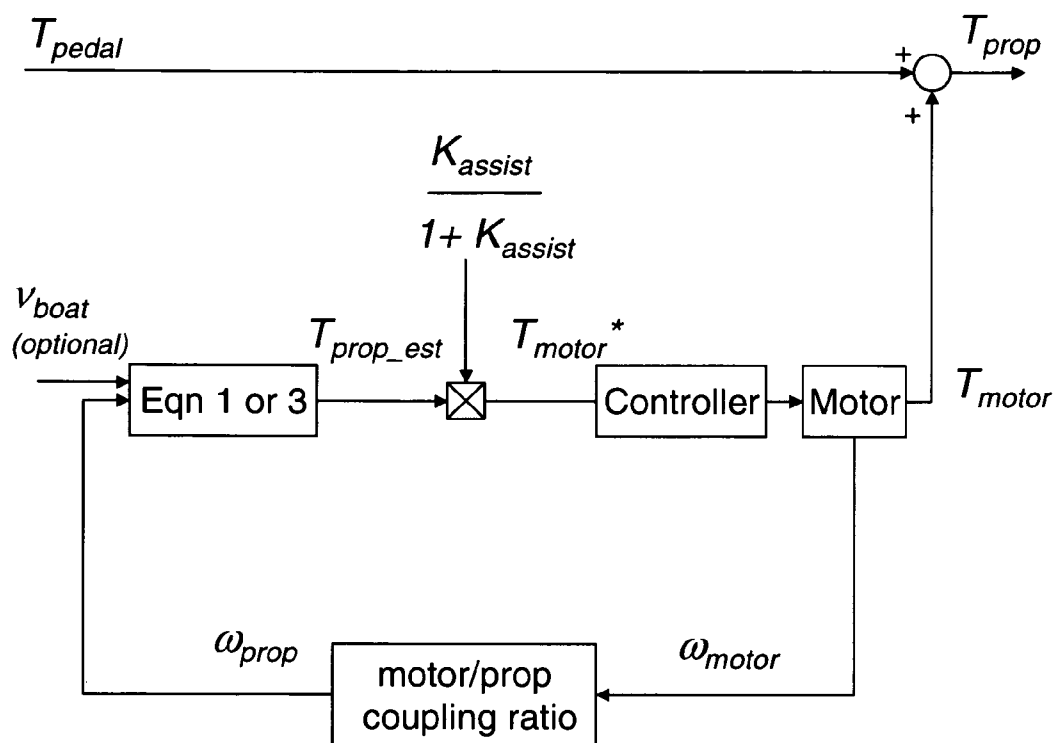 T_pedal
T_prop
+
+
K_assist
1+ K_assist
ν_boat
(optional)
T_prop_est
T_motor*
Eqn 1 or 3
Controller
Motor
T_motor
ω_prop
ω_motor
motor/prop
coupling ratio